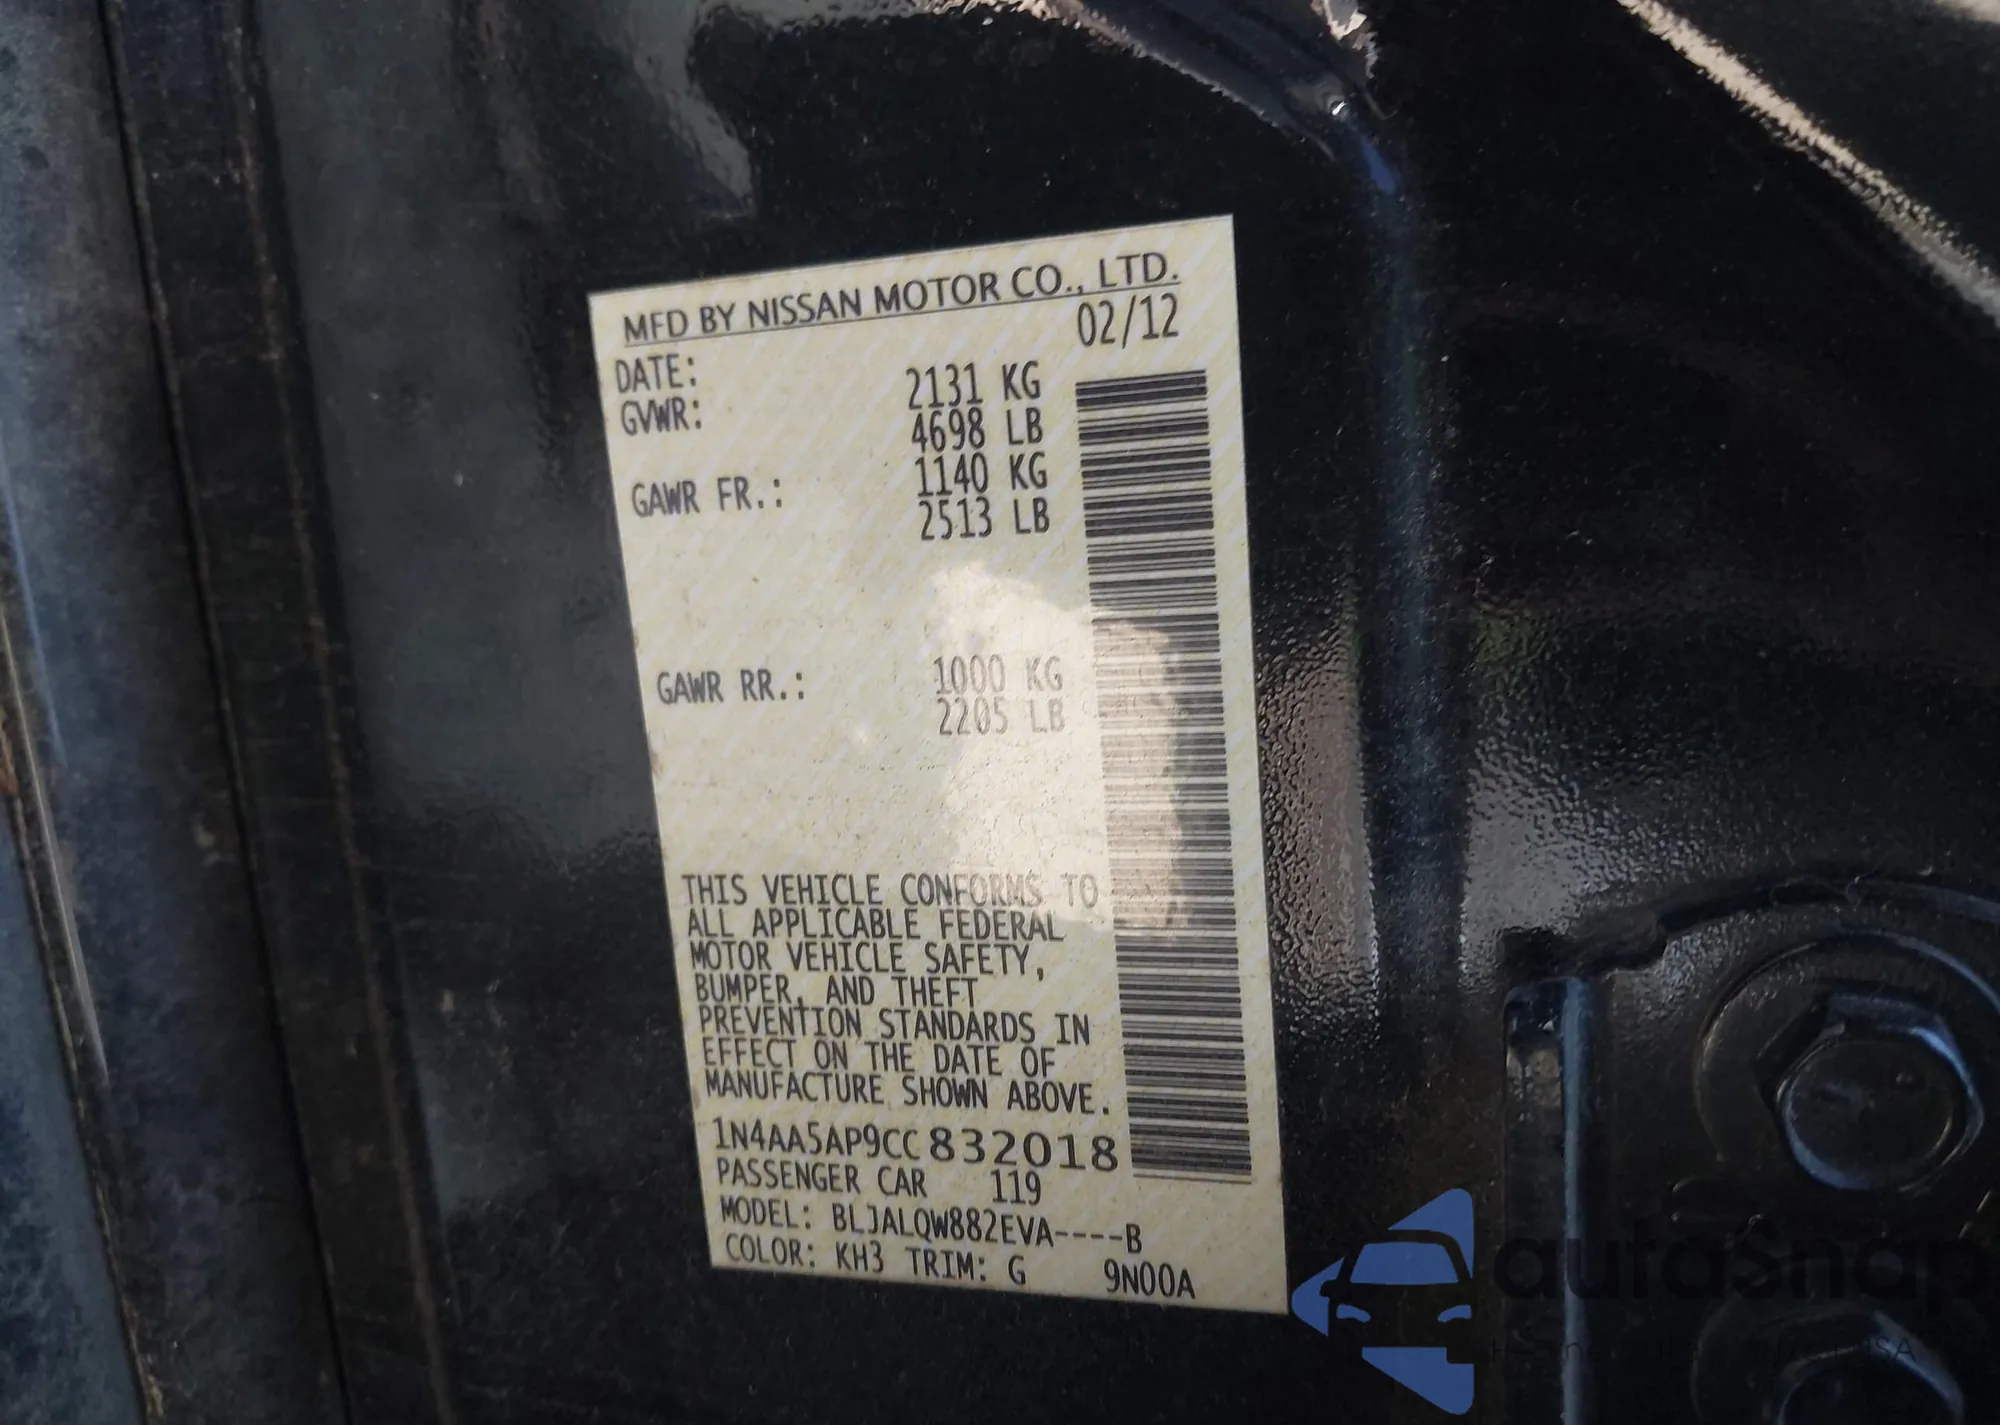 MFD BY NISSAN MOTOR CO., LTD.
DATE: 02/12
GVWR: 2131 KG
4698 LB
GAWR FR.: 1140 KG
2513 LB
GAWR RR.: 1000 KG
2205 LB
THIS VEHICLE CONFORMS TO
ALL APPLICABLE FEDERAL
MOTOR VEHICLE SAFETY,
BUMPER, AND THEFT
PREVENTION STANDARDS IN
EFFECT ON THE DATE OF
MANUFACTURE SHOWN ABOVE.
1N4AA5AP9CC832018
PASSENGER CAR 119
MODEL: BLJALQW882EVA----B
COLOR: KH3 TRIM: G 9N00A
autoSnap